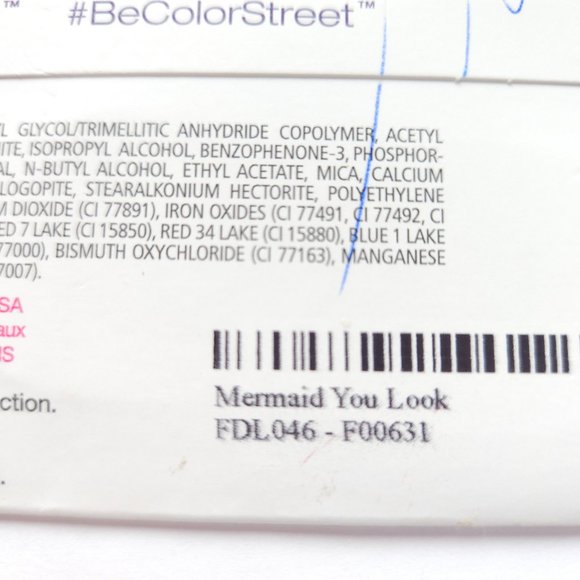 ™ #BeColorStreet™
L GLYCOL/TRIMELLITIC ANHYDRIDE COPOLYMER, ACETYL
ITE, ISOPROPYL ALCOHOL, BENZOPHENONE-3, PHOSPHOR-
AL, N-BUTYL ALCOHOL, ETHYL ACETATE, MICA, CALCIUM
LOGOPITE, STEARALKONIUM HECTORITE, POLYETHYLENE
M DIOXIDE (CI 77891), IRON OXIDES (CI 77491, CI 77492, CI
ED 7 LAKE (CI 15850), RED 34 LAKE (CI 15880), BLUE 1 LAKE
77000), BISMUTH OXYCHLORIDE (CI 77163), MANGANESE
7007).
SA
aux
IS
ction.
Mermaid You Look
FDL046 - F00631